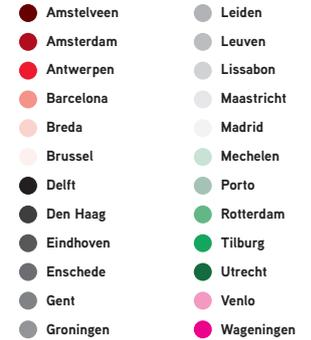 Amstelveen
Amsterdam
Antwerpen
Barcelona
Breda
Brussel
Delft
Den Haag
Eindhoven
Enschede
Gent
Groningen
Leiden
Leuven
Lissabon
Maastricht
Madrid
Mechelen
Porto
Rotterdam
Tilburg
Utrecht
Venlo
Wageningen